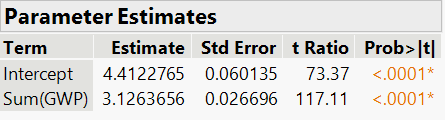 Parameter Estimates
Term Estimate Std Error t Ratio Prob>|t|
Intercept 4.4122765 0.060135 73.37 <.0001*
Sum(GWP) 3.1263656 0.026696 117.11 <.0001*